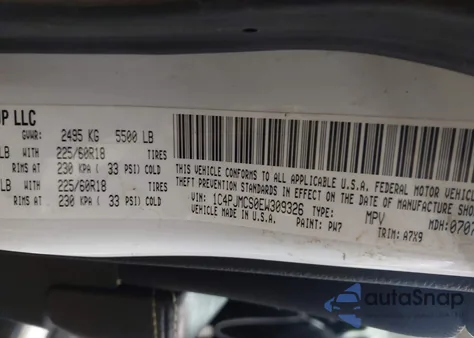 UP LLC
GVWR: 2495 KG 5500 LB
LB WITH 225/60R18 TIRES
RIMS AT 230 KPA ( 33 PSI) COLD
LB WITH 225/60R18 TIRES
RIMS AT 230 KPA ( 33 PSI) COLD
THIS VEHICLE CONFORMS TO ALL APPLICABLE U.S.A. FEDERAL MOTOR VEHICLE
THEFT PREVENTION STANDARDS IN EFFECT ON THE DATE
VIN: 1C4PJMCS0EW309326 TYPE: MPV MDH: 0707
VEHICLE MADE IN U.S.A. PAINT: PW7 TRIM: A7X9
autoSnap